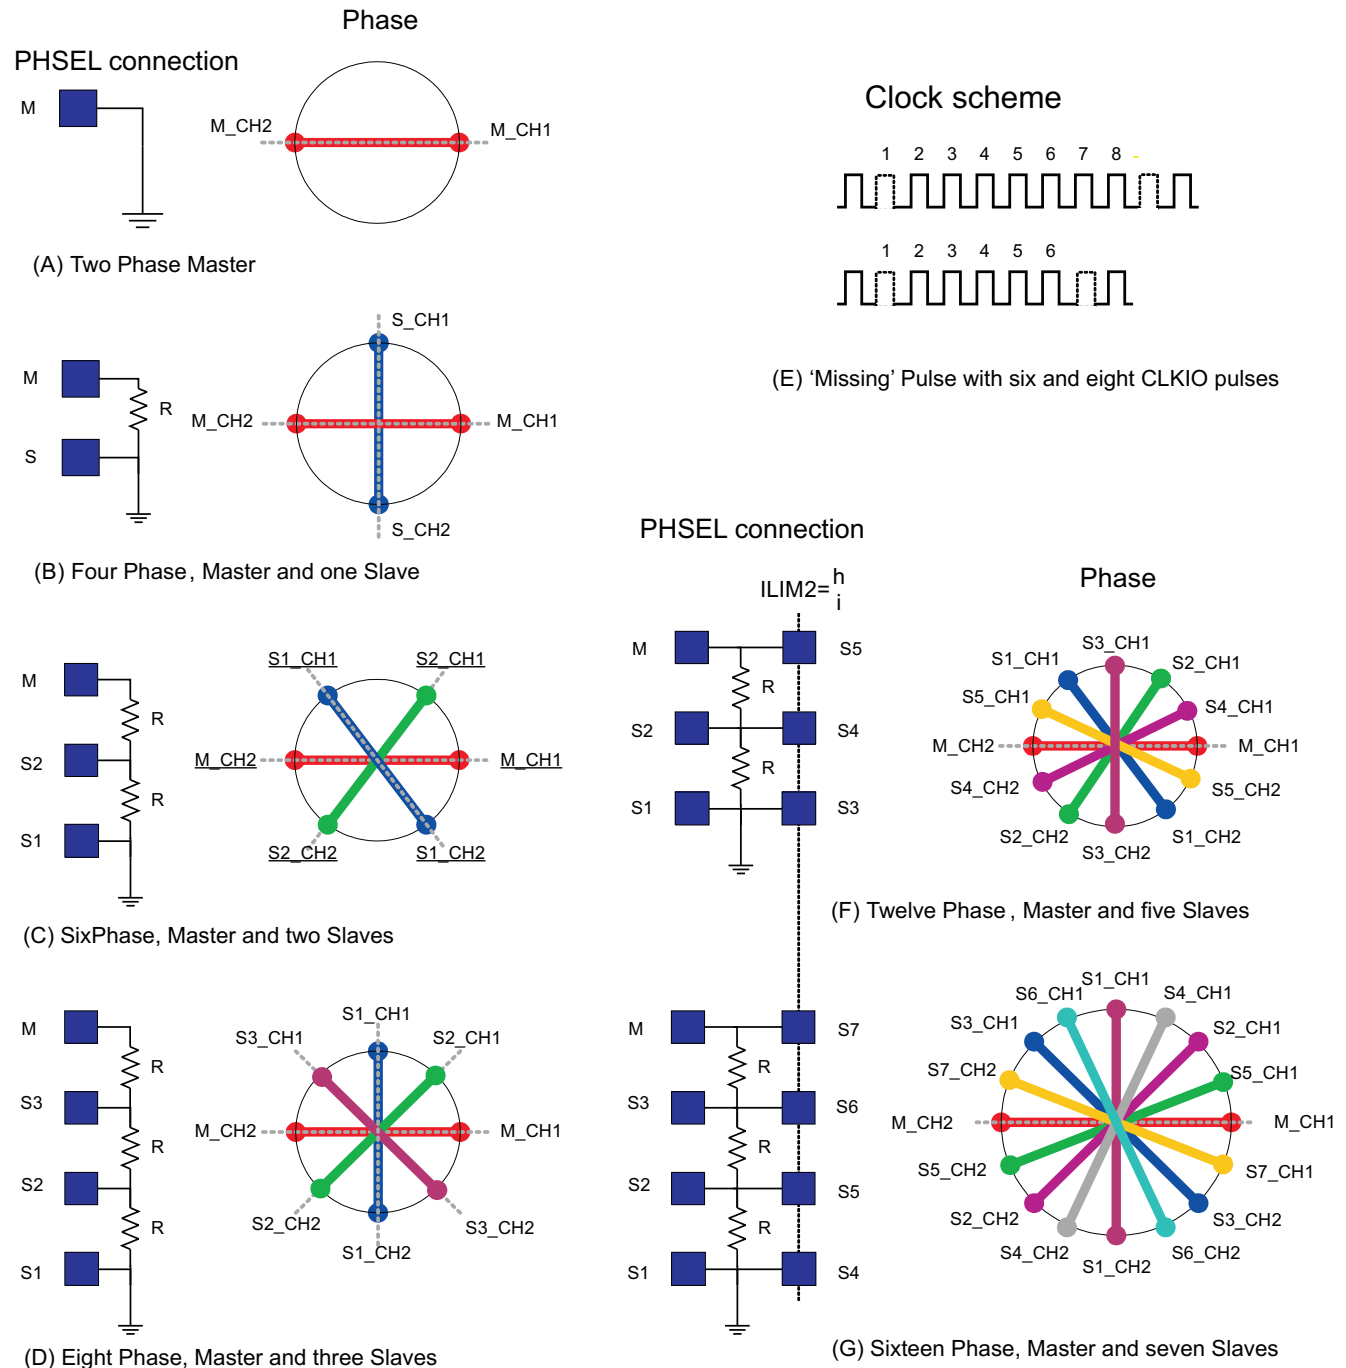 Phase
PHSEL connection
M
M_CH2
M_CH1
(A) Two Phase Master
Clock scheme
1 2 3 4 5 6 7 8 -
1 2 3 4 5 6
(E) ‘Missing’ Pulse with six and eight CLKIO pulses
S_CH1
M
R
M_CH2
M_CH1
S
S_CH2
(B) Four Phase, Master and one Slave
S1_CH1
S2_CH1
M
R
S2
M_CH2
M_CH1
R
S1
S2_CH2
S1_CH2
(C) SixPhase, Master and two Slaves
M
S1_CH1
S3_CH1
S2_CH1
R
S3
M_CH2
M_CH1
R
S2
S2_CH2
S3_CH2
R
S1_CH2
S1
(D) Eight Phase, Master and three Slaves
PHSEL connection
Phase
ILIM2= h
i
M
S5
R
S2
S4
R
S1
S3
S3_CH1
S1_CH1
S2_CH1
S5_CH1
S4_CH1
M_CH2
M_CH1
S4_CH2
S5_CH2
S2_CH2
S1_CH2
S3_CH2
(F) Twelve Phase , Master and five Slaves
M
S7
R
S3
S6
R
S2
S5
R
S1
S4
S1_CH1
S6_CH1
S4_CH1
S3_CH1
S2_CH1
S7_CH2
S5_CH1
M_CH2
M_CH1
S5_CH2
S7_CH1
S2_CH2
S3_CH2
S4_CH2
S6_CH2
S1_CH2
(G) Sixteen Phase, Master and seven Slaves